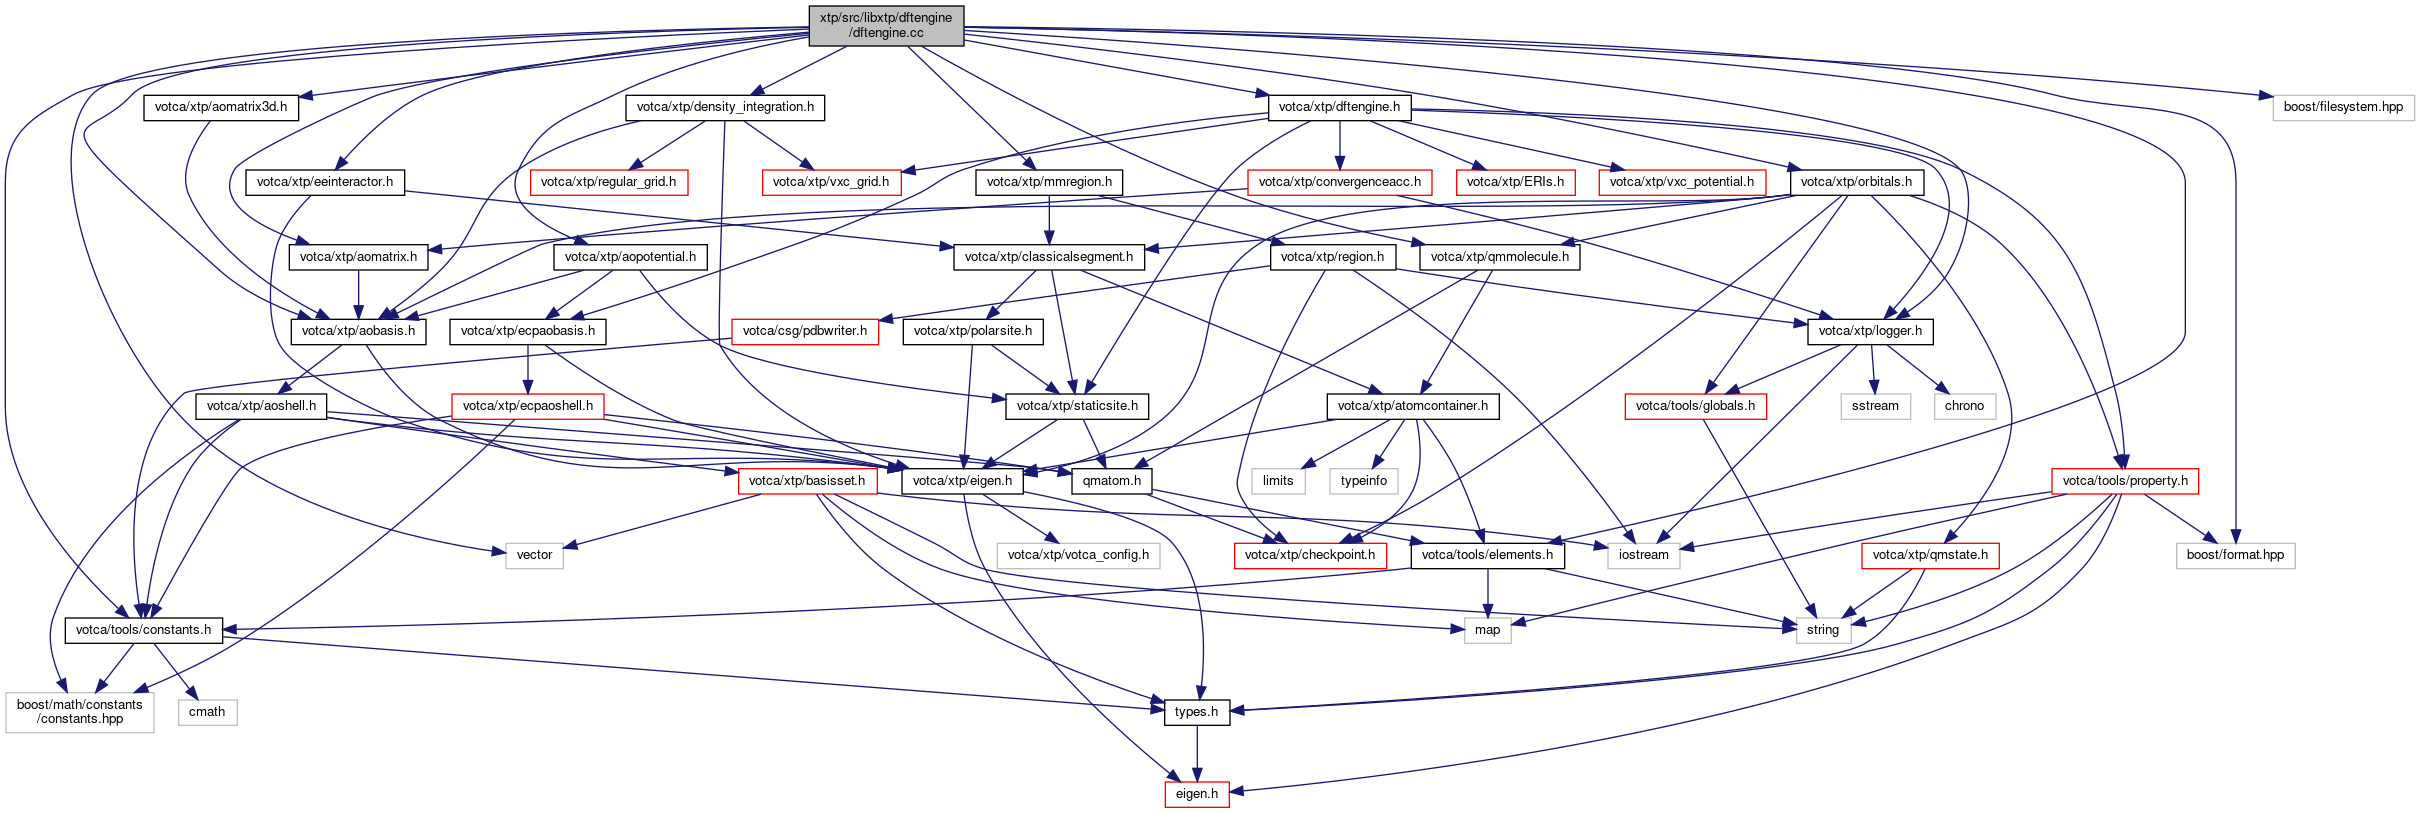 xtp/src/libxtp/dftengine
/dftengine.cc
votca/xtp/aomatrix3d.h
votca/xtp/density_integration.h
votca/xtp/dftengine.h
boost/filesystem.hpp
votca/xtp/eeinteractor.h
votca/xtp/regular_grid.h
votca/xtp/vxc_grid.h
votca/xtp/mmregion.h
votca/xtp/convergenceacc.h
votca/xtp/ERIs.h
votca/xtp/vxc_potential.h
votca/xtp/orbitals.h
votca/xtp/aomatrix.h
votca/xtp/aopotential.h
votca/xtp/classicalsegment.h
votca/xtp/region.h
votca/xtp/qmmolecule.h
votca/xtp/aobasis.h
votca/xtp/ecpaobasis.h
votca/csg/pdbwriter.h
votca/xtp/polarsite.h
votca/xtp/logger.h
votca/xtp/aoshell.h
votca/xtp/ecpaoshell.h
votca/xtp/staticsite.h
votca/xtp/atomcontainer.h
votca/tools/globals.h
sstream
chrono
votca/xtp/basisset.h
votca/xtp/eigen.h
qmatom.h
limits
typeinfo
votca/tools/property.h
vector
votca/xtp/votca_config.h
votca/xtp/checkpoint.h
votca/tools/elements.h
iostream
votca/xtp/qmstate.h
boost/format.hpp
votca/tools/constants.h
map
string
boost/math/constants
/constants.hpp
cmath
types.h
eigen.h